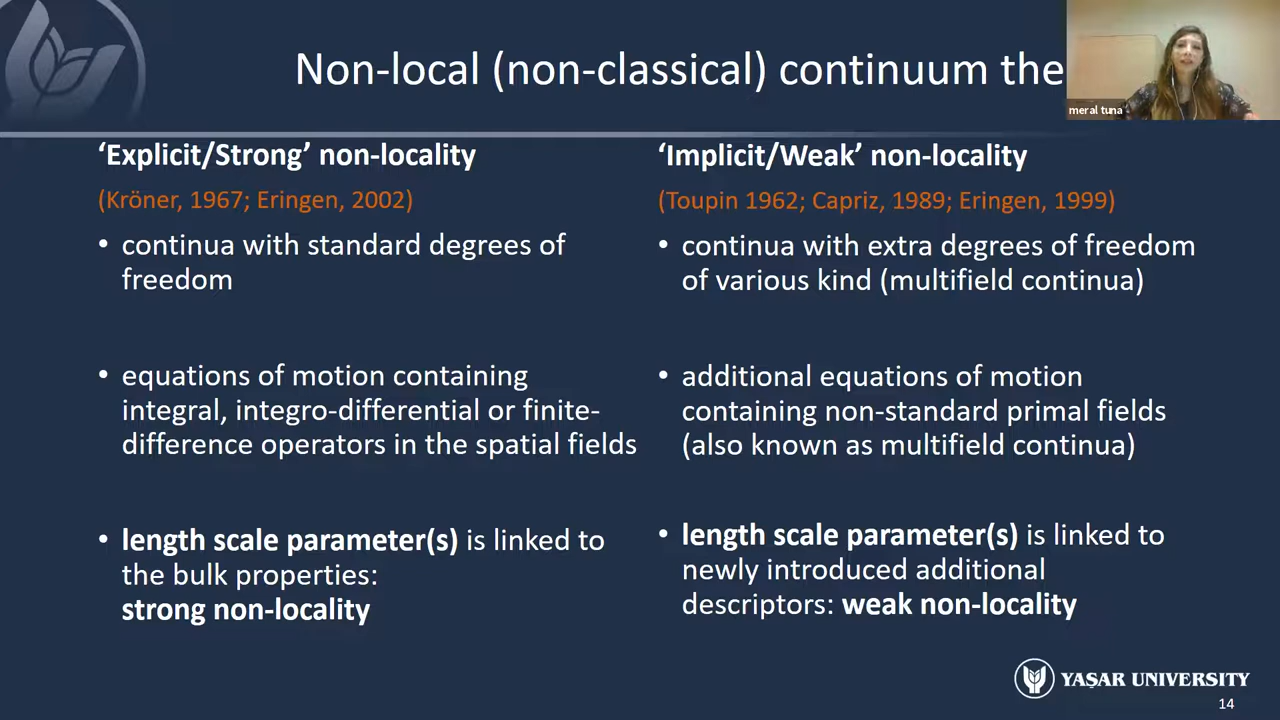 Non-local (non-classical) continuum the
meral tuna
‘Explicit/Strong’ non-locality
(Kröner, 1967; Eringen, 2002)
• continua with standard degrees of
freedom
• equations of motion containing
integral, integro-differential or finite-
difference operators in the spatial fields
• length scale parameter(s) is linked to
the bulk properties:
strong non-locality
‘Implicit/Weak’ non-locality
(Toupin 1962; Capriz, 1989; Eringen, 1999)
• continua with extra degrees of freedom
of various kind (multifield continua)
• additional equations of motion
containing non-standard primal fields
(also known as multifield continua)
• length scale parameter(s) is linked to
newly introduced additional
descriptors: weak non-locality
YAŞAR UNIVERSITY
14